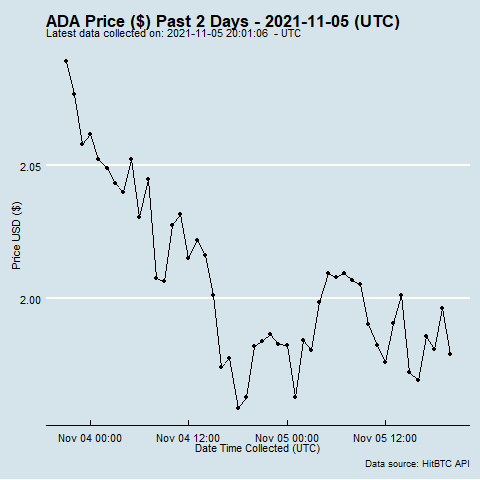 ADA Price ($) Past 2 Days - 2021-11-05 (UTC)
Latest data collected on: 2021-11-05 20:01:06 - UTC
2.05
2.00
Price USD ($)
Nov 04 00:00 Nov 04 12:00 Nov 05 00:00 Nov 05 12:00
Date Time Collected (UTC)
Data source: HitBTC API